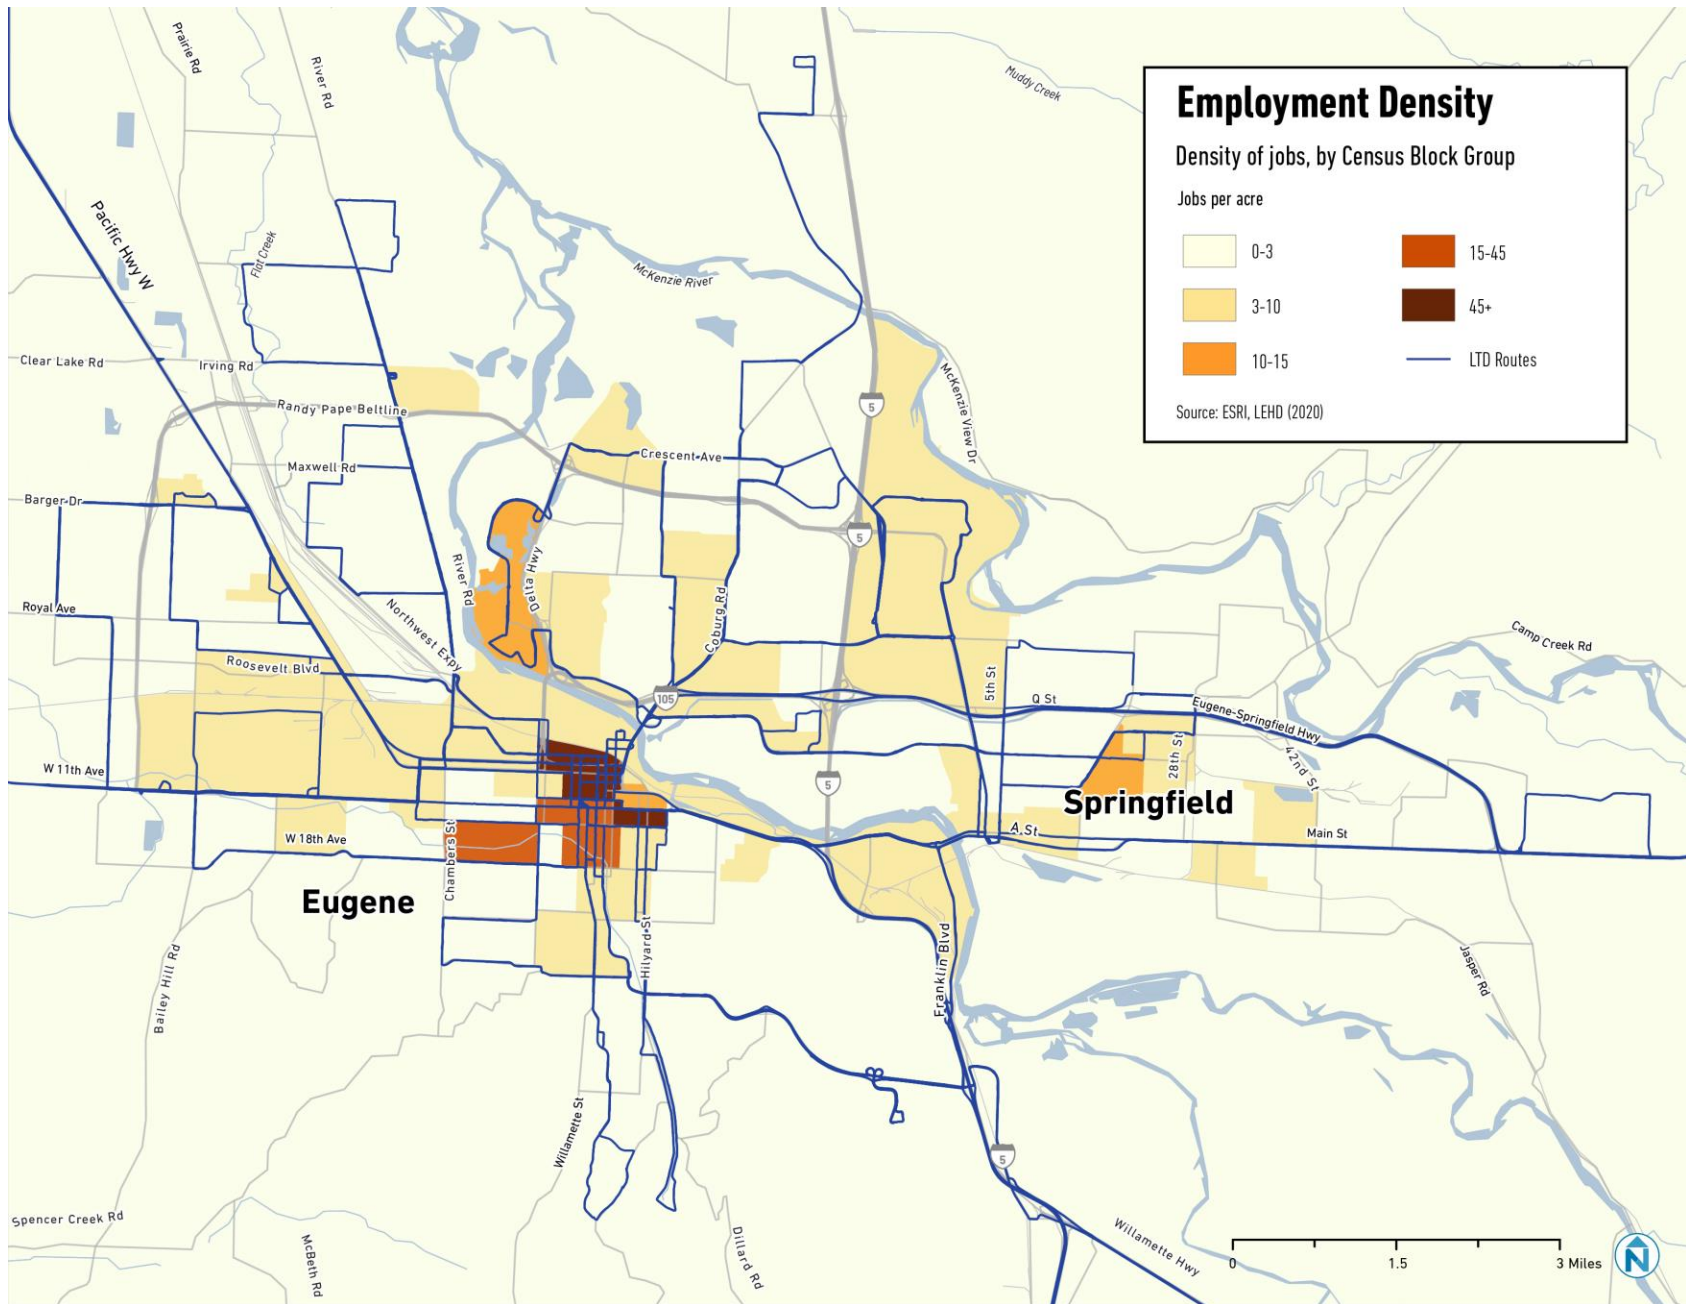 Employment Density
Density of jobs, by Census Block Group
Jobs per acre
0-3
3-10
10-15
15-45
45+
LTD Routes
Source: ESRI, LEHD (2020)
Prairie Rd
River Rd
Muddy Creek
Pacific Hwy W
Flat Creek
McKenzie River
Clear Lake Rd
Irving Rd
Randy Pape Beltline
5
McKenzie View Dr
Maxwell Rd
Crescent Ave
Barger Dr
5
River Rd
Delta Hwy
Royal Ave
Northwest Expy
Coburg Rd
Camp Creek Rd
Roosevelt Blvd
105
5th St
Q St
Eugene-Springfield Hwy
28th St
42nd St
W 11th Ave
5
Springfield
W 18th Ave
Chambers St
A St
Main St
Eugene
Hilyard St
Franklin Blvd
Bailey Hill Rd
Jasper Rd
Willamette St
5
Spencer Creek Rd
McBeth Rd
Dillard Rd
Willamette Hwy
0
1.5
3 Miles
N